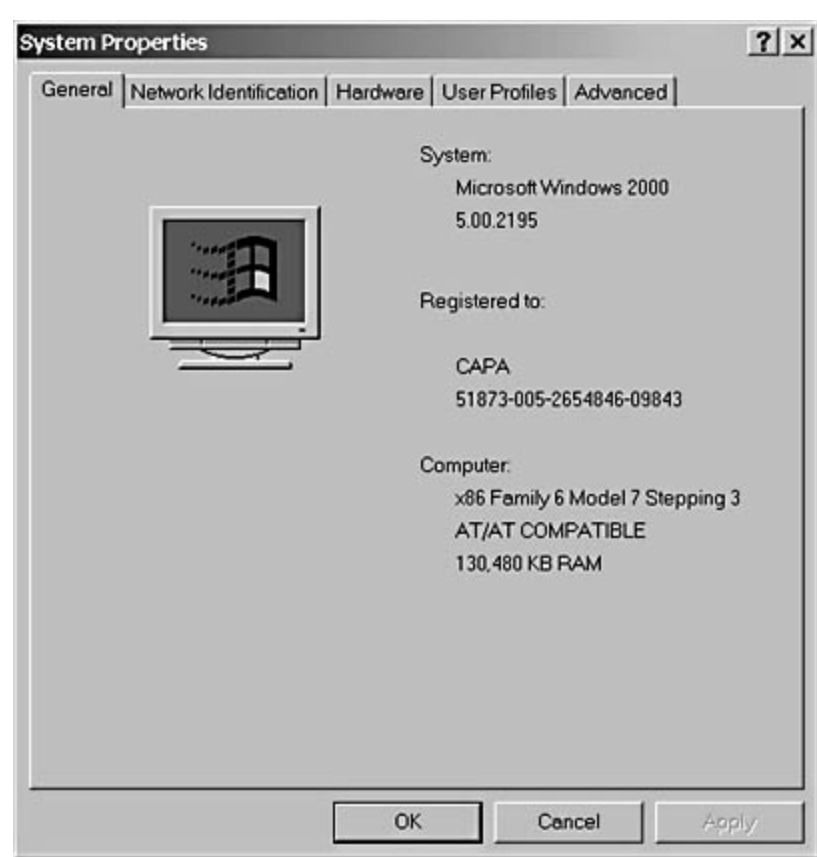 System Properties
? ×
General Network Identification Hardware User Profiles Advanced
System:
Microsoft Windows 2000
5.00.2195
Registered to:
CAPA
51873-005-2654846-09843
Computer:
x86 Family 6 Model 7 Stepping 3
AT/AT COMPATIBLE
130,480 KB RAM
OK Cancel Apply